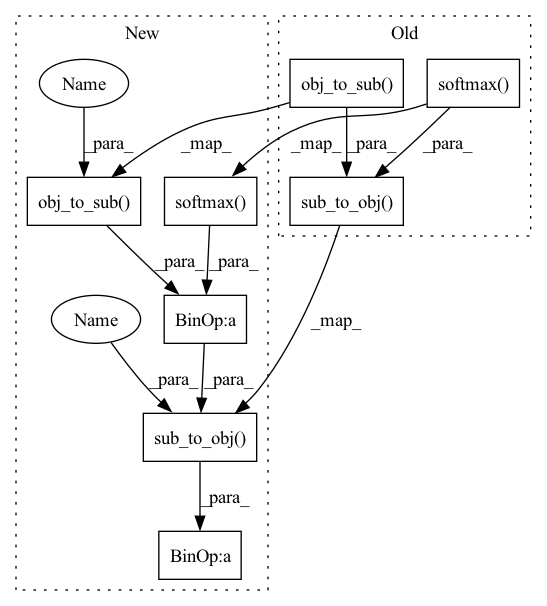 New
Old
Name
obj_to_sub()
softmax()
_para_
_map_
_map_
_para_
_para_
obj_to_sub()
softmax()
sub_to_obj()
_para_
_para_
Name
BinOp:a
_map_
_para_
_para_
sub_to_obj()
_para_
BinOp:a